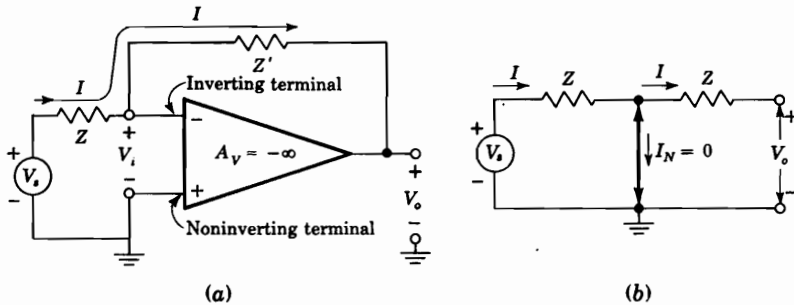 I
Z'
I
Inverting terminal
Z
−
+
V_i
A_V = −∞
+
V_s
−
−
+
+
V_o
−
Noninverting terminal
(a)
I
Z
I
Z
+
+
V_s
I_N = 0
V_o
−
−
(b)